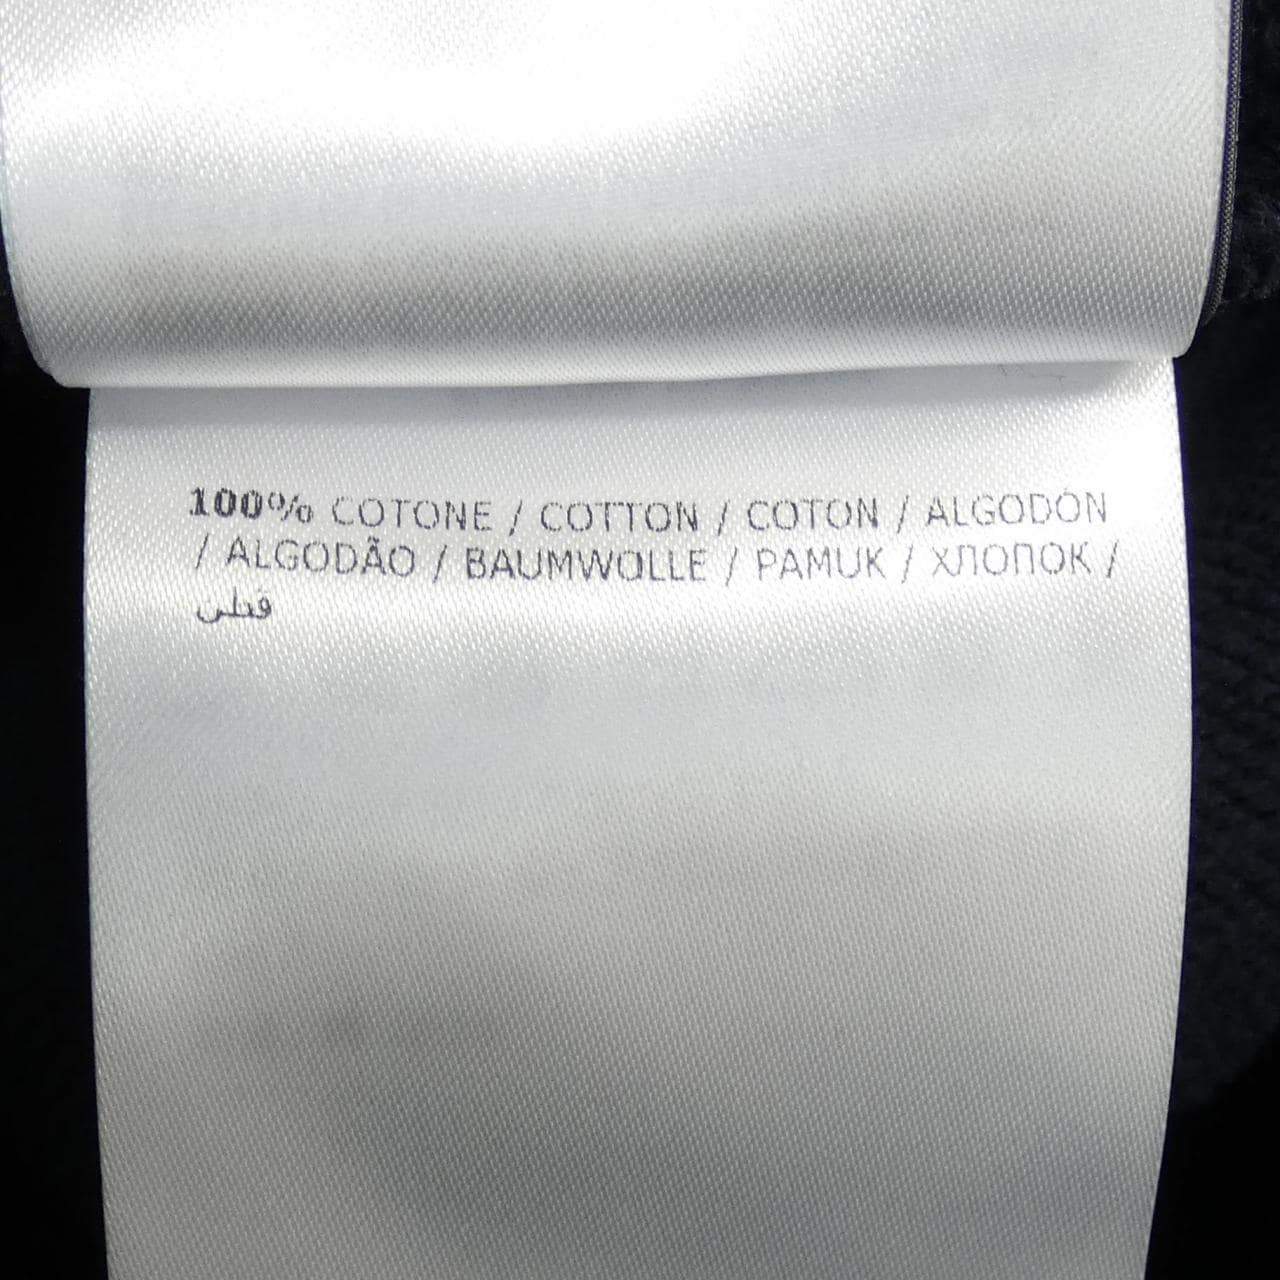 100% COTONE / COTTON / COTON / ALGODÓN
/ ALGODÃO / BAUMWOLLE / PAMUK / ХЛОПОК /
قطن